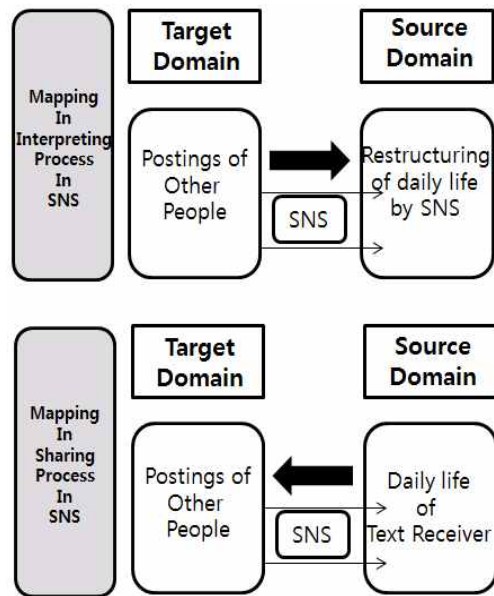 Target
Domain
Source
Domain
Mapping
In
Interpreting
Process
In
SNS
Postings of
Other
People
SNS
Restructuring
of daily life
by SNS
Target
Domain
Source
Domain
Mapping
In
Sharing
Process
In
SNS
Postings of
Other
People
SNS
Daily life
of
Text Receiver